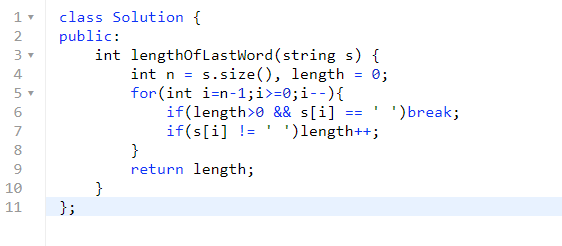 1 class Solution {
2 public:
3     int lengthOfLastWord(string s) {
4         int n = s.size(), length = 0;
5         for(int i=n-1;i>=0;i--){
6             if(length>0 && s[i] == ' ')break;
7             if(s[i] != ' ')length++;
8         }
9         return length;
10     }
11 };